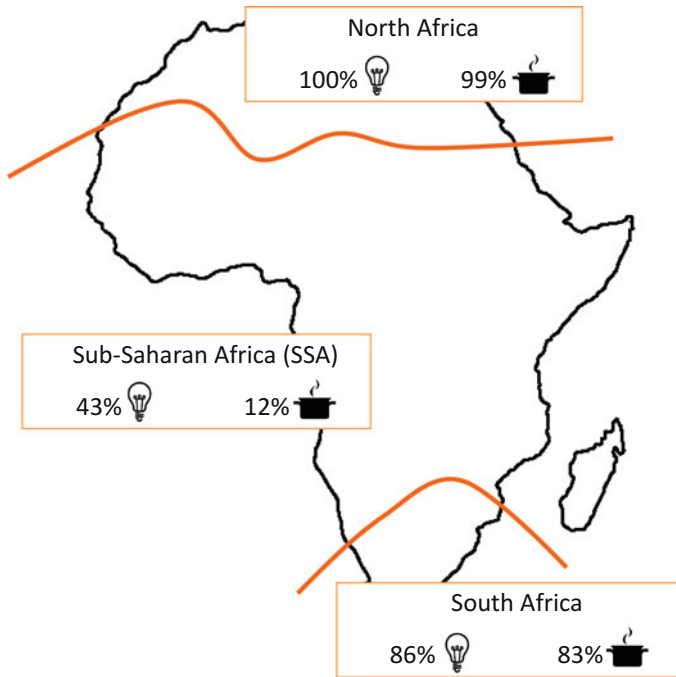 North Africa
100% 99%
Sub-Saharan Africa (SSA)
43% 12%
South Africa
86% 83%